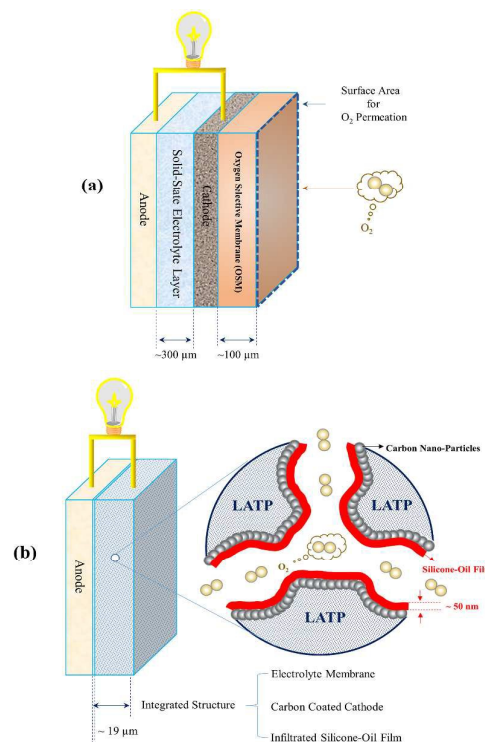 Surface Area
for
O₂ Permeation
(a)
Anode
Solid-State Electrolyte
Layer
Cathode
Oxygen Selective Membrane (OSM)
O₂
~300 µm
~100 µm
Carbon Nano-Particles
LATP
LATP
(b)
Anode
Silicone-Oil Fil
O₂
~ 50 nm
LATP
Electrolyte Membrane
Integrated Structure
Carbon Coated Cathode
~ 19 µm
Infiltrated Silicone-Oil Film